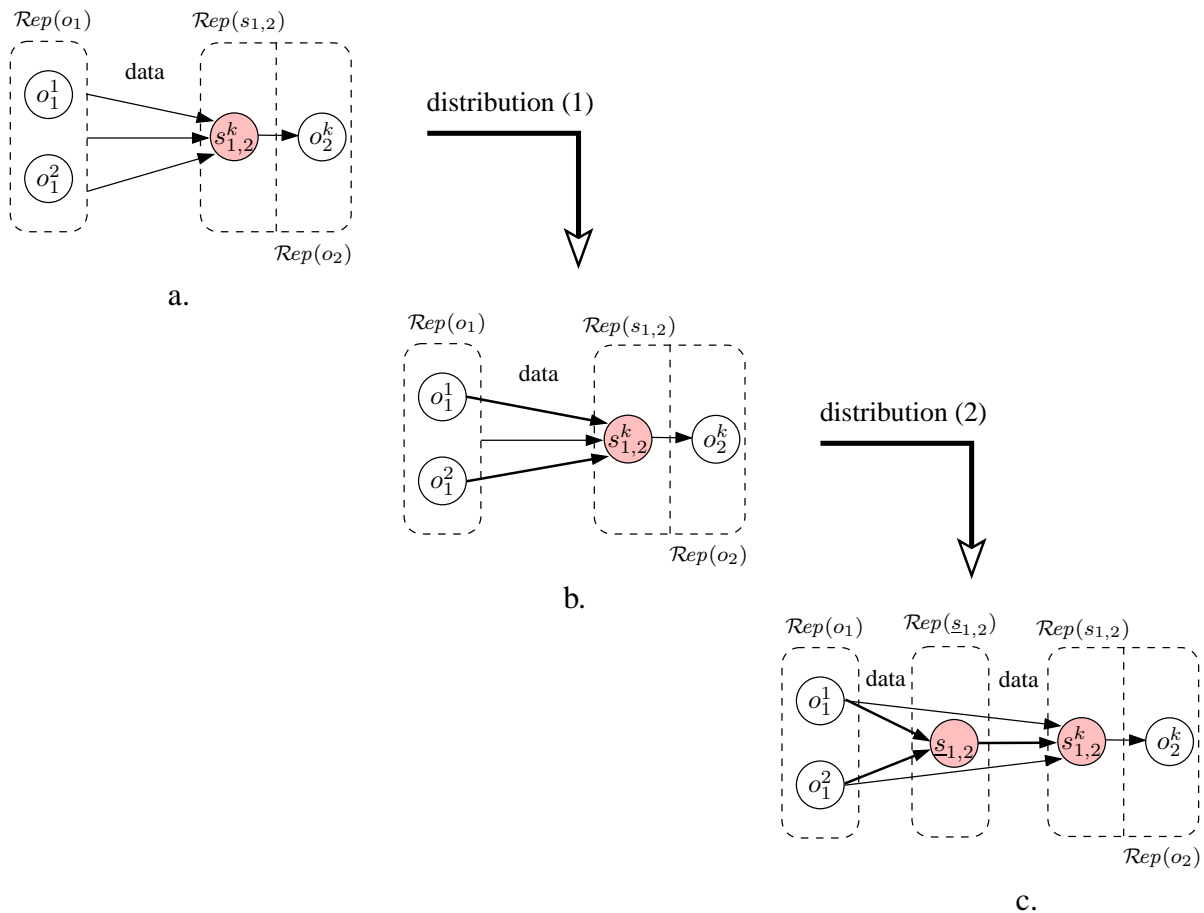 Rep(o₁)
Rep(s₁,₂)
data
o₁¹
o₁²
s₁,₂ᵏ
o₂ᵏ
Rep(o₂)
a.
distribution (1)
Rep(o₁)
Rep(s₁,₂)
data
o₁¹
o₁²
s₁,₂ᵏ
o₂ᵏ
Rep(o₂)
b.
distribution (2)
Rep(o₁)
Rep(s̲₁,₂)
Rep(s₁,₂)
data
data
o₁¹
o₁²
s̲₁,₂
s₁,₂ᵏ
o₂ᵏ
Rep(o₂)
c.